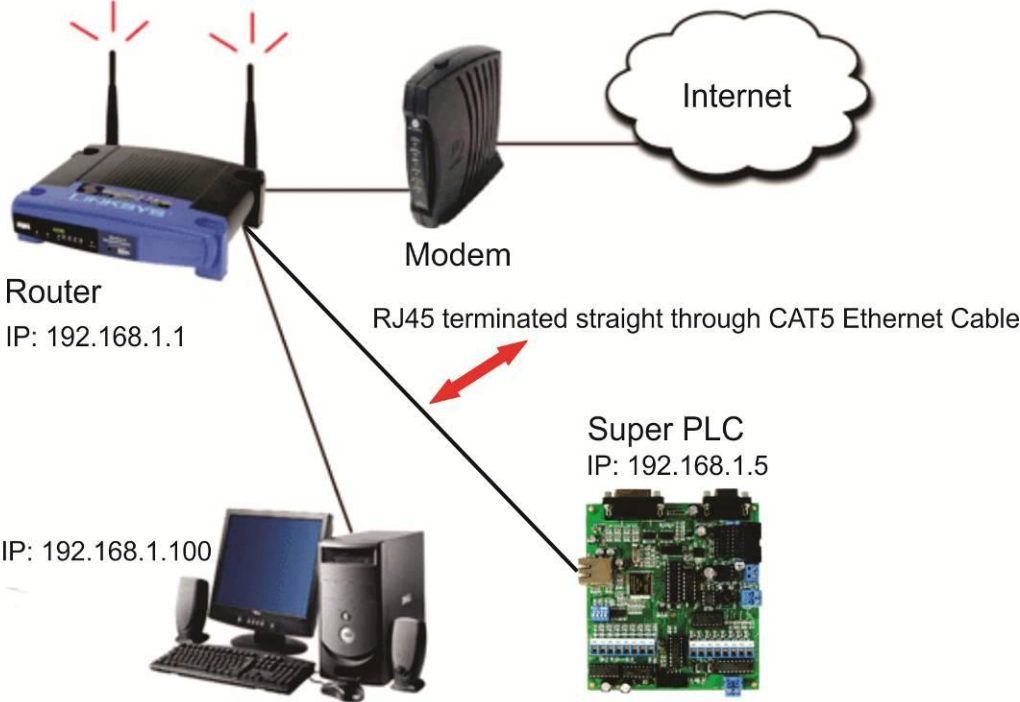 Internet
LINKSYS
Modem
Router
IP: 192.168.1.1
RJ45 terminated straight through CAT5 Ethernet Cable
Super PLC
IP: 192.168.1.5
IP: 192.168.1.100